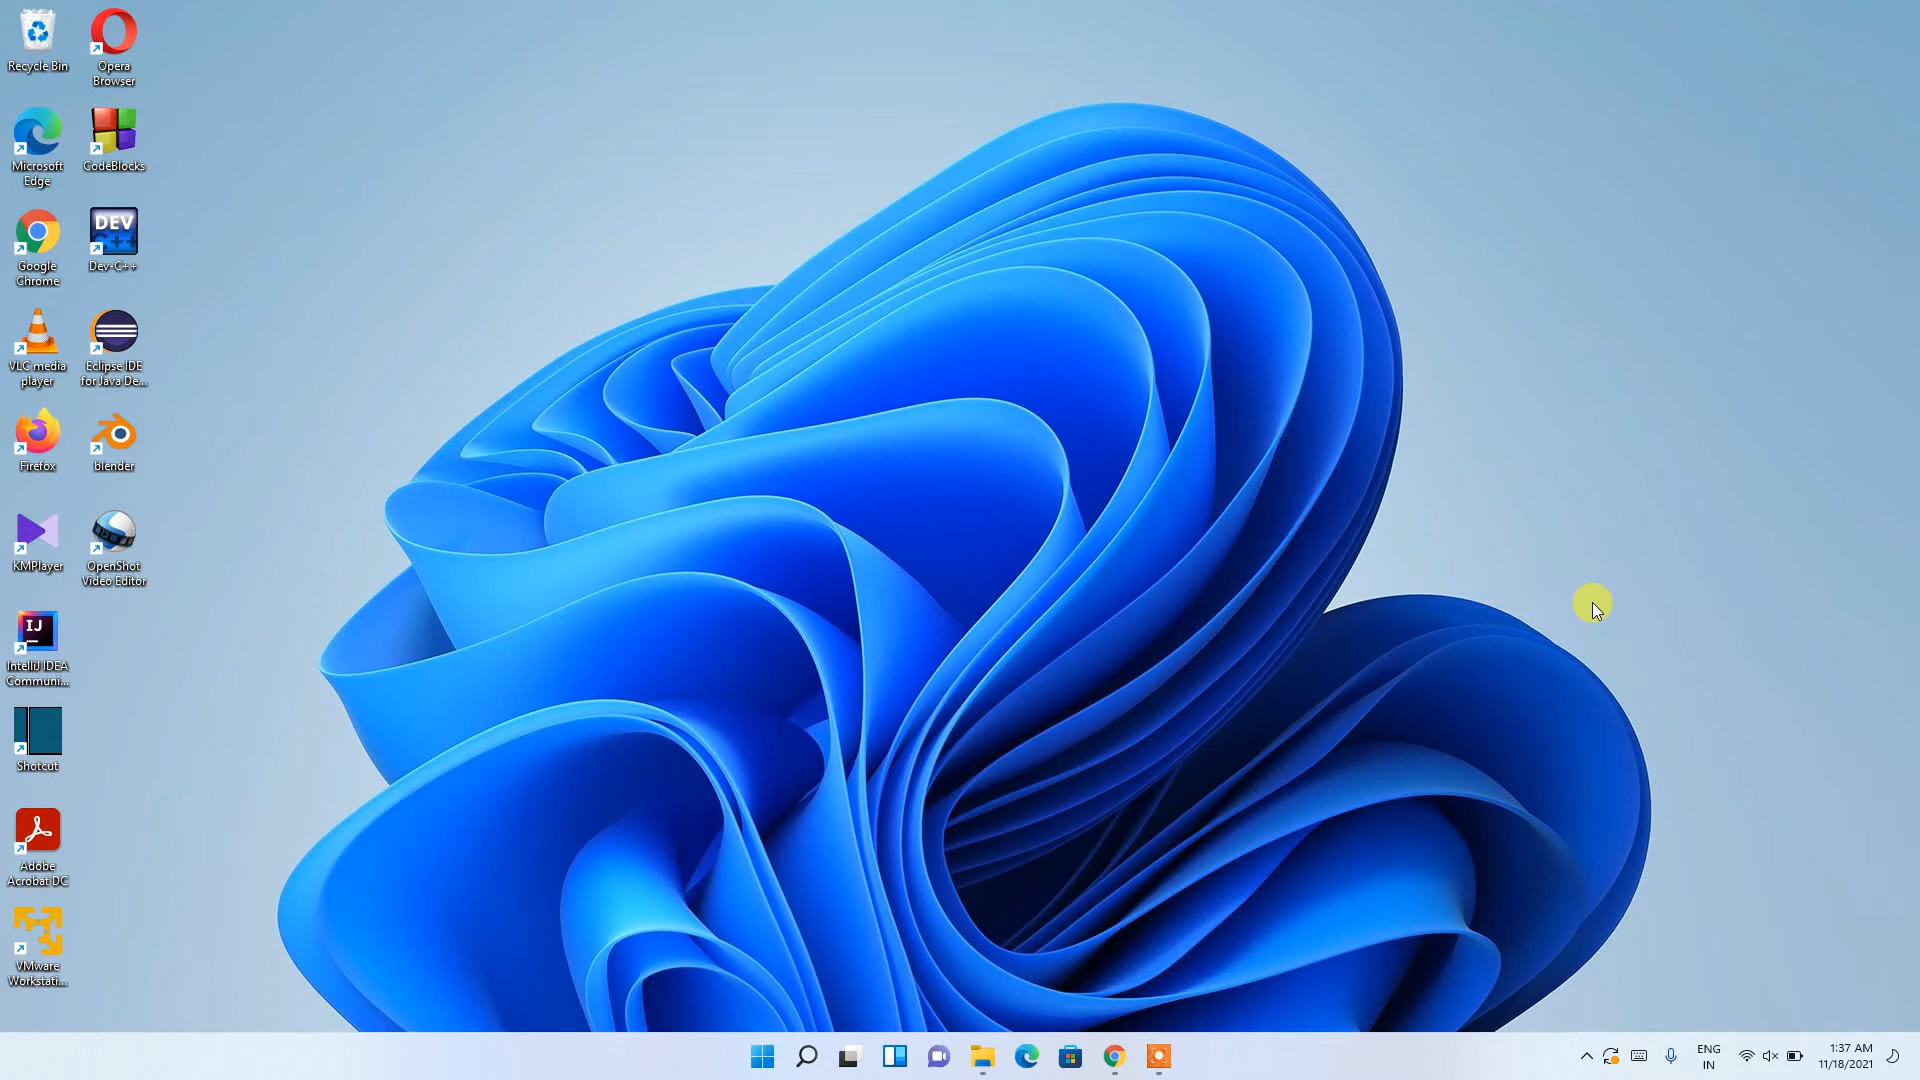 Recycle Bin
Opera
Browser
Microsoft
Edge
CodeBlocks
Google
Chrome
DEV
C++
Dev-C++
VLC media
player
Eclipse IDE
for Java De...
Firefox
blender
KMPlayer
OpenShot
Video Editor
IJ
IntelliJ IDEA
Communi...
Shotcut
Adobe
Acrobat DC
VMware
Workstati...
ENG
IN
1:37 AM
11/18/2021